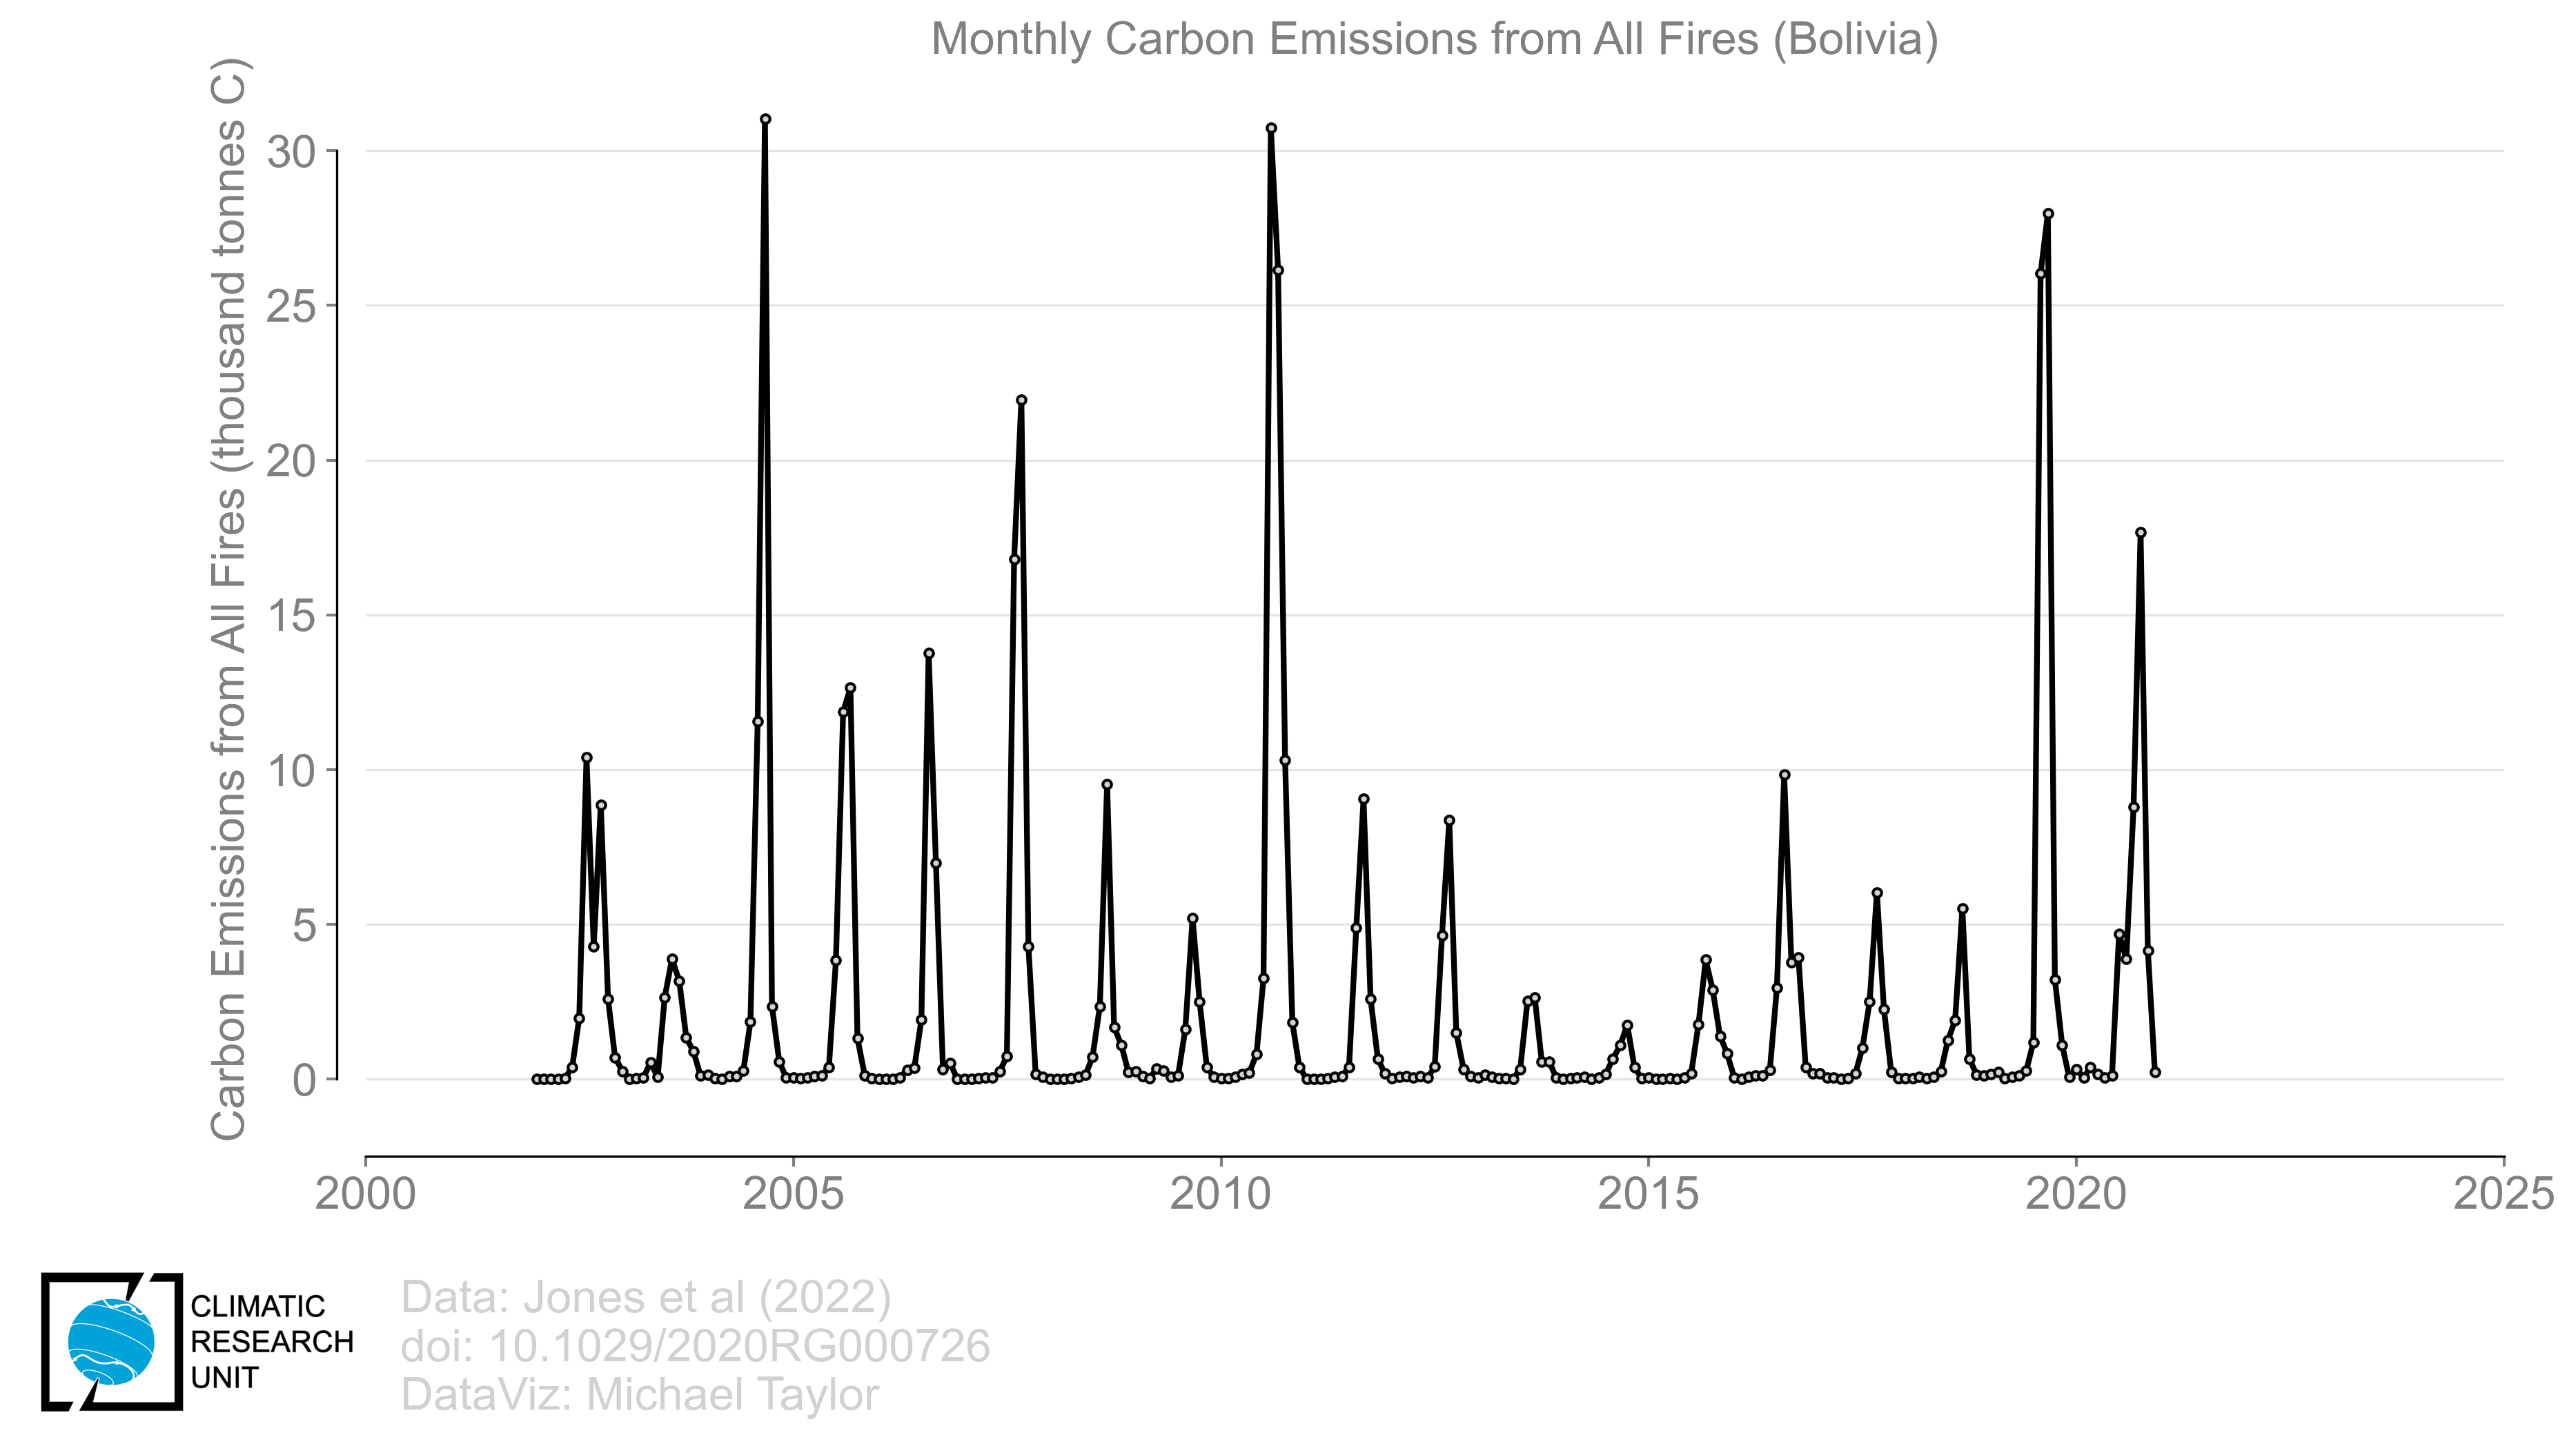 Monthly Carbon Emissions from All Fires (Bolivia)
Carbon Emissions from All Fires (thousand tonnes C)
30
25
20
15
10
5
0
2000
2005
2010
2015
2020
2025
CLIMATIC
RESEARCH
UNIT
Data: Jones et al (2022)
doi: 10.1029/2020RG000726
DataViz: Michael Taylor